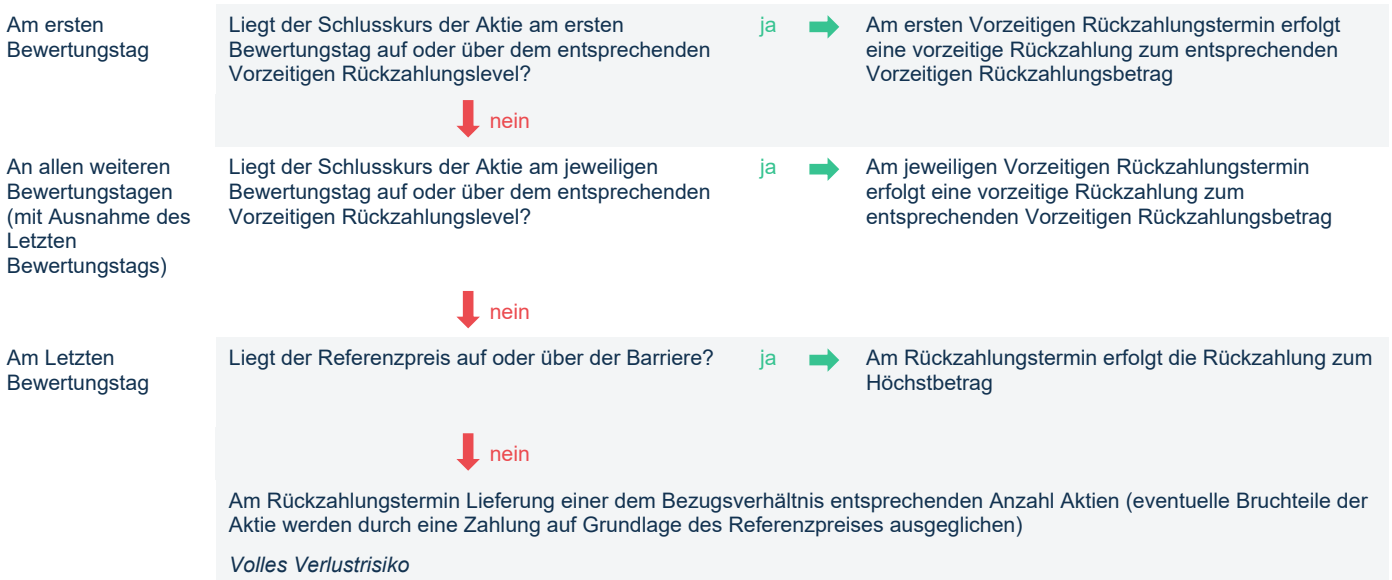 Am ersten
Bewertungstag
Liegt der Schlusskurs der Aktie am ersten
Bewertungstag auf oder über dem entsprechenden
Vorzeitigen Rückzahlungslevel?
ja
Am ersten Vorzeitigen Rückzahlungstermin erfolgt
eine vorzeitige Rückzahlung zum entsprechenden
Vorzeitigen Rückzahlungsbetrag
nein
An allen weiteren
Bewertungstagen
(mit Ausnahme des
Letzten
Bewertungstags)
Liegt der Schlusskurs der Aktie am jeweiligen
Bewertungstag auf oder über dem entsprechenden
Vorzeitigen Rückzahlungslevel?
ja
Am jeweiligen Vorzeitigen Rückzahlungstermin
erfolgt eine vorzeitige Rückzahlung zum
entsprechenden Vorzeitigen Rückzahlungsbetrag
nein
Am Letzten
Bewertungstag
Liegt der Referenzpreis auf oder über der Barriere?
ja
Am Rückzahlungstermin erfolgt die Rückzahlung zum
Höchstbetrag
nein
Am Rückzahlungstermin Lieferung einer dem Bezugsverhältnis entsprechenden Anzahl Aktien (eventuelle Bruchteile der
Aktie werden durch eine Zahlung auf Grundlage des Referenzpreises ausgeglichen)
Volles Verlustrisiko